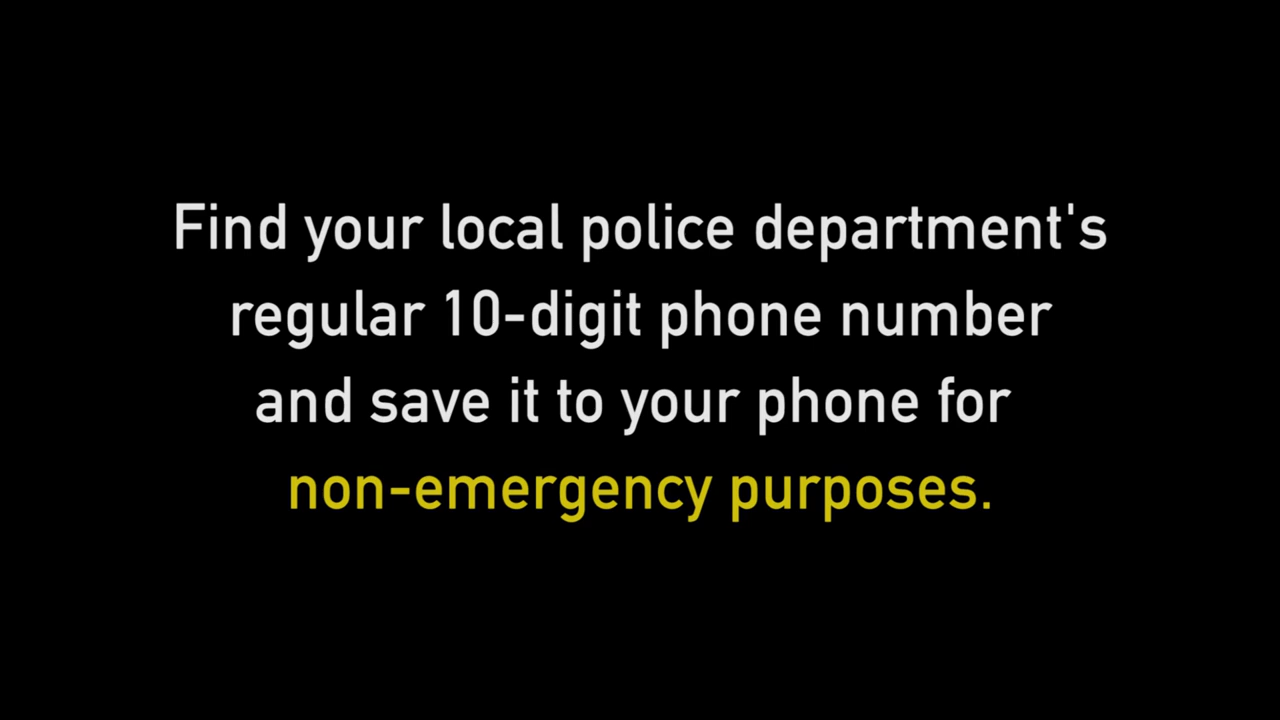 Find your local police department's
regular 10-digit phone number
and save it to your phone for
non-emergency purposes.